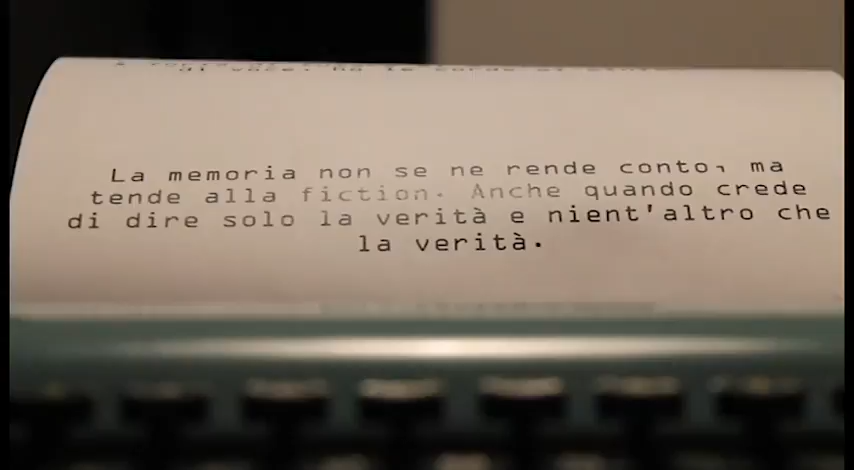 La memoria non se ne rende conto, ma
tende alla fiction. Anche quando crede
di dire solo la verità e nient'altro che
la verità.